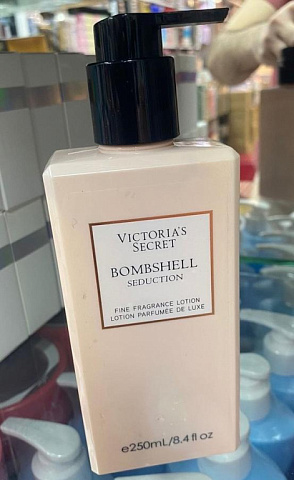 VICTORIA'S
SECRET
BOMBSHELL
SEDUCTION
FINE FRAGRANCE LOTION
LOTION PARFUMÉE DE LUXE
e250mL/8.4 fl oz